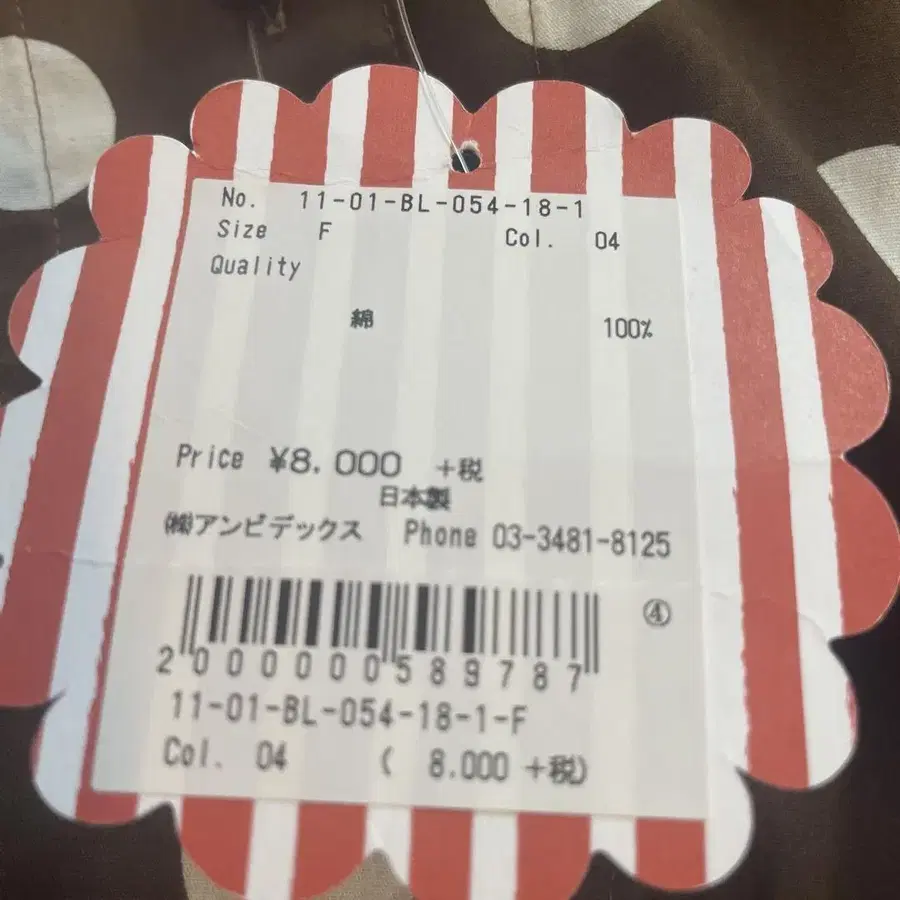 No. 11-01-BL-054-18-1
Size F Col. 04
Quality
綿 100%
Price ¥8.000 +税
日本製
㈱アンビデックス Phone 03-3481-8125
④
2000000589787
11-01-BL-054-18-1-F
Col. 04 ( 8.000 +税)